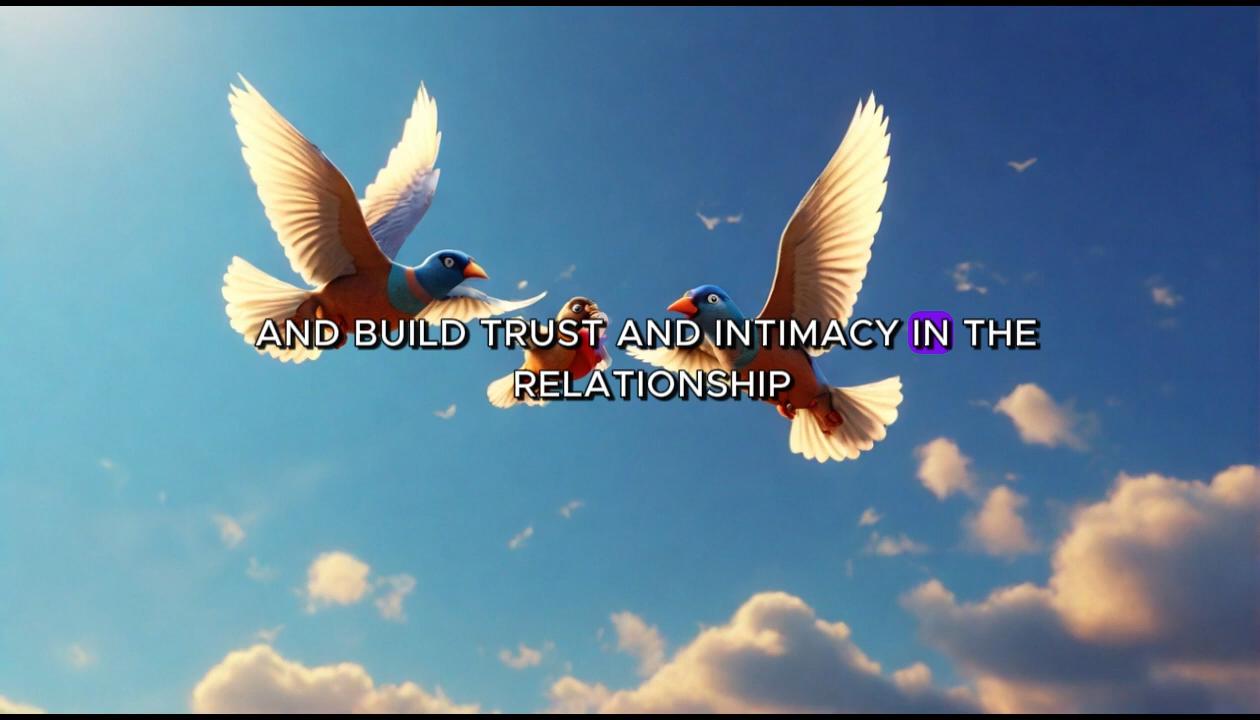 AND BUILD TRUST AND INTIMACY IN THE
RELATIONSHIP